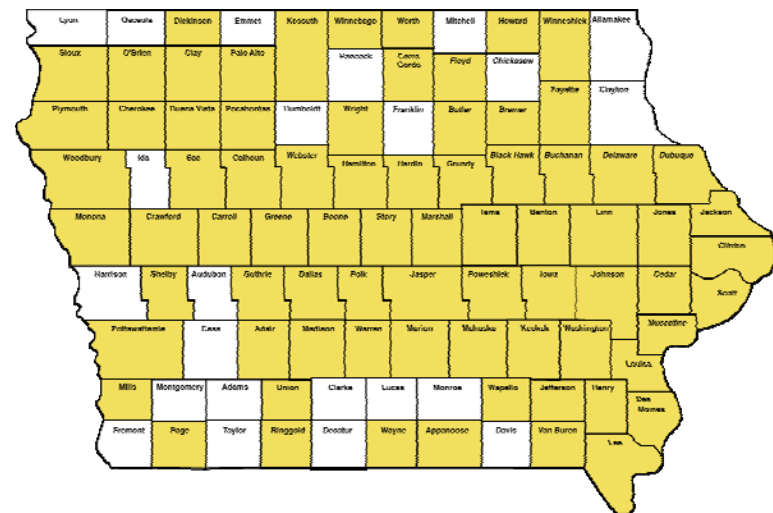 Lyon Osceola Dickinson Emmet Kossuth Winnebago Worth Mitchell Howard Winneshiek Allamakee
Sioux O'Brien Clay Palo Alto Hancock Cerro Gordo Floyd Chickasaw
Fayette Clayton
Plymouth Cherokee Buena Vista Pocahontas Humboldt Wright Franklin Butler Bremer
Woodbury Ida Sac Calhoun Webster Hamilton Hardin Grundy Black Hawk Buchanan Delaware Dubuque
Monona Crawford Carroll Greene Boone Story Marshall Tama Benton Linn Jones Jackson
Clinton
Harrison Shelby Audubon Guthrie Dallas Polk Jasper Poweshiek Iowa Johnson Cedar
Scott
Pottawattamie Cass Adair Madison Warren Marion Mahaska Keokuk Washington Muscatine
Louisa
Mills Montgomery Adams Union Clarke Lucas Monroe Wapello Jefferson Henry
Des Moines
Fremont Page Taylor Ringgold Decatur Wayne Appanoose Davis Van Buren
Lee